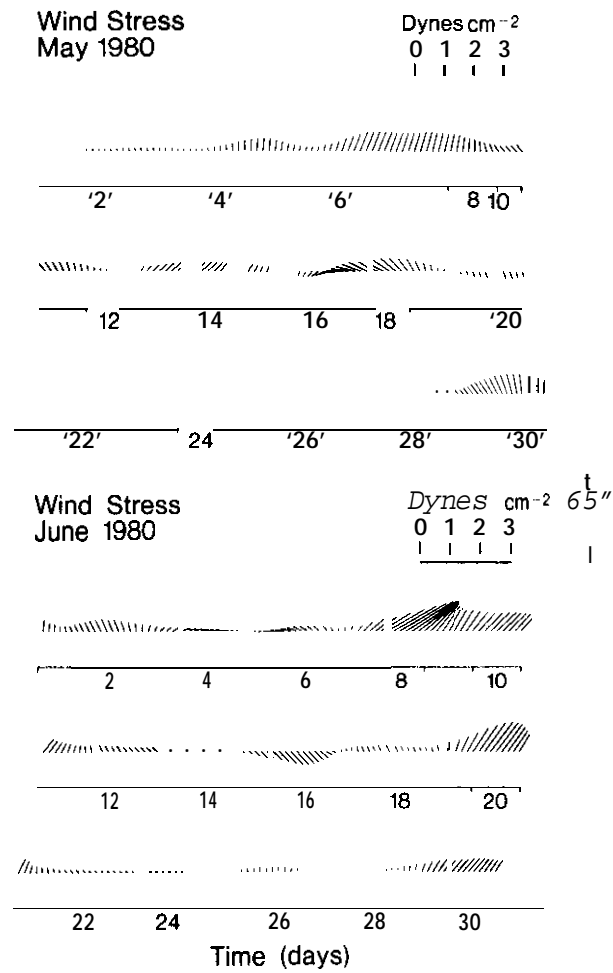 Wind Stress
May 1980
Dynes cm-2
0 1 2 3
'2' '4' '6' 8 10
12 14 16 18 '20
'22' 24 '26' 28' '30'
Wind Stress
June 1980
t
Dynes cm-2 65"
0 1 2 3
2 4 6 8 10
12 14 16 18 20
22 24 26 28 30
Time (days)